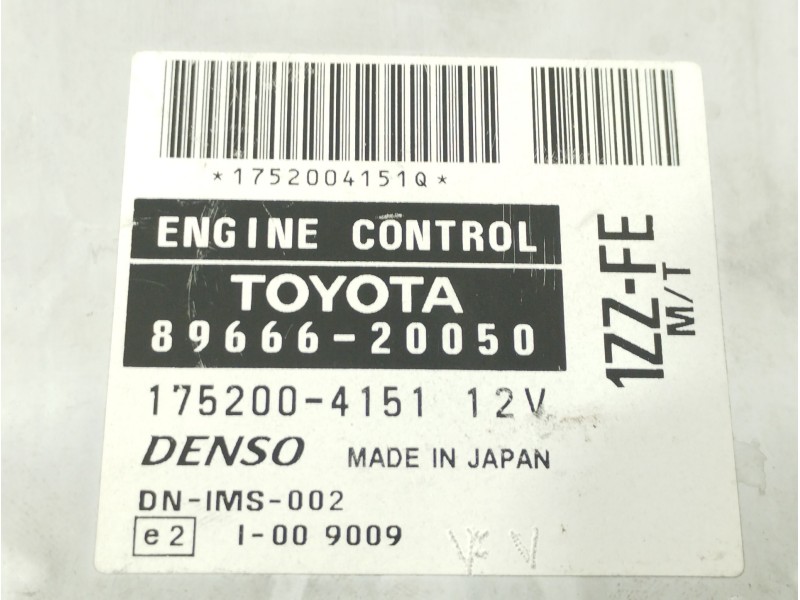 *1752004151Q*
ENGINE CONTROL
TOYOTA
89666-20050
175200-4151 12V
DENSO MADE IN JAPAN
DN-IMS-002
e2 I-00 9009
1ZZ-FE
M/T